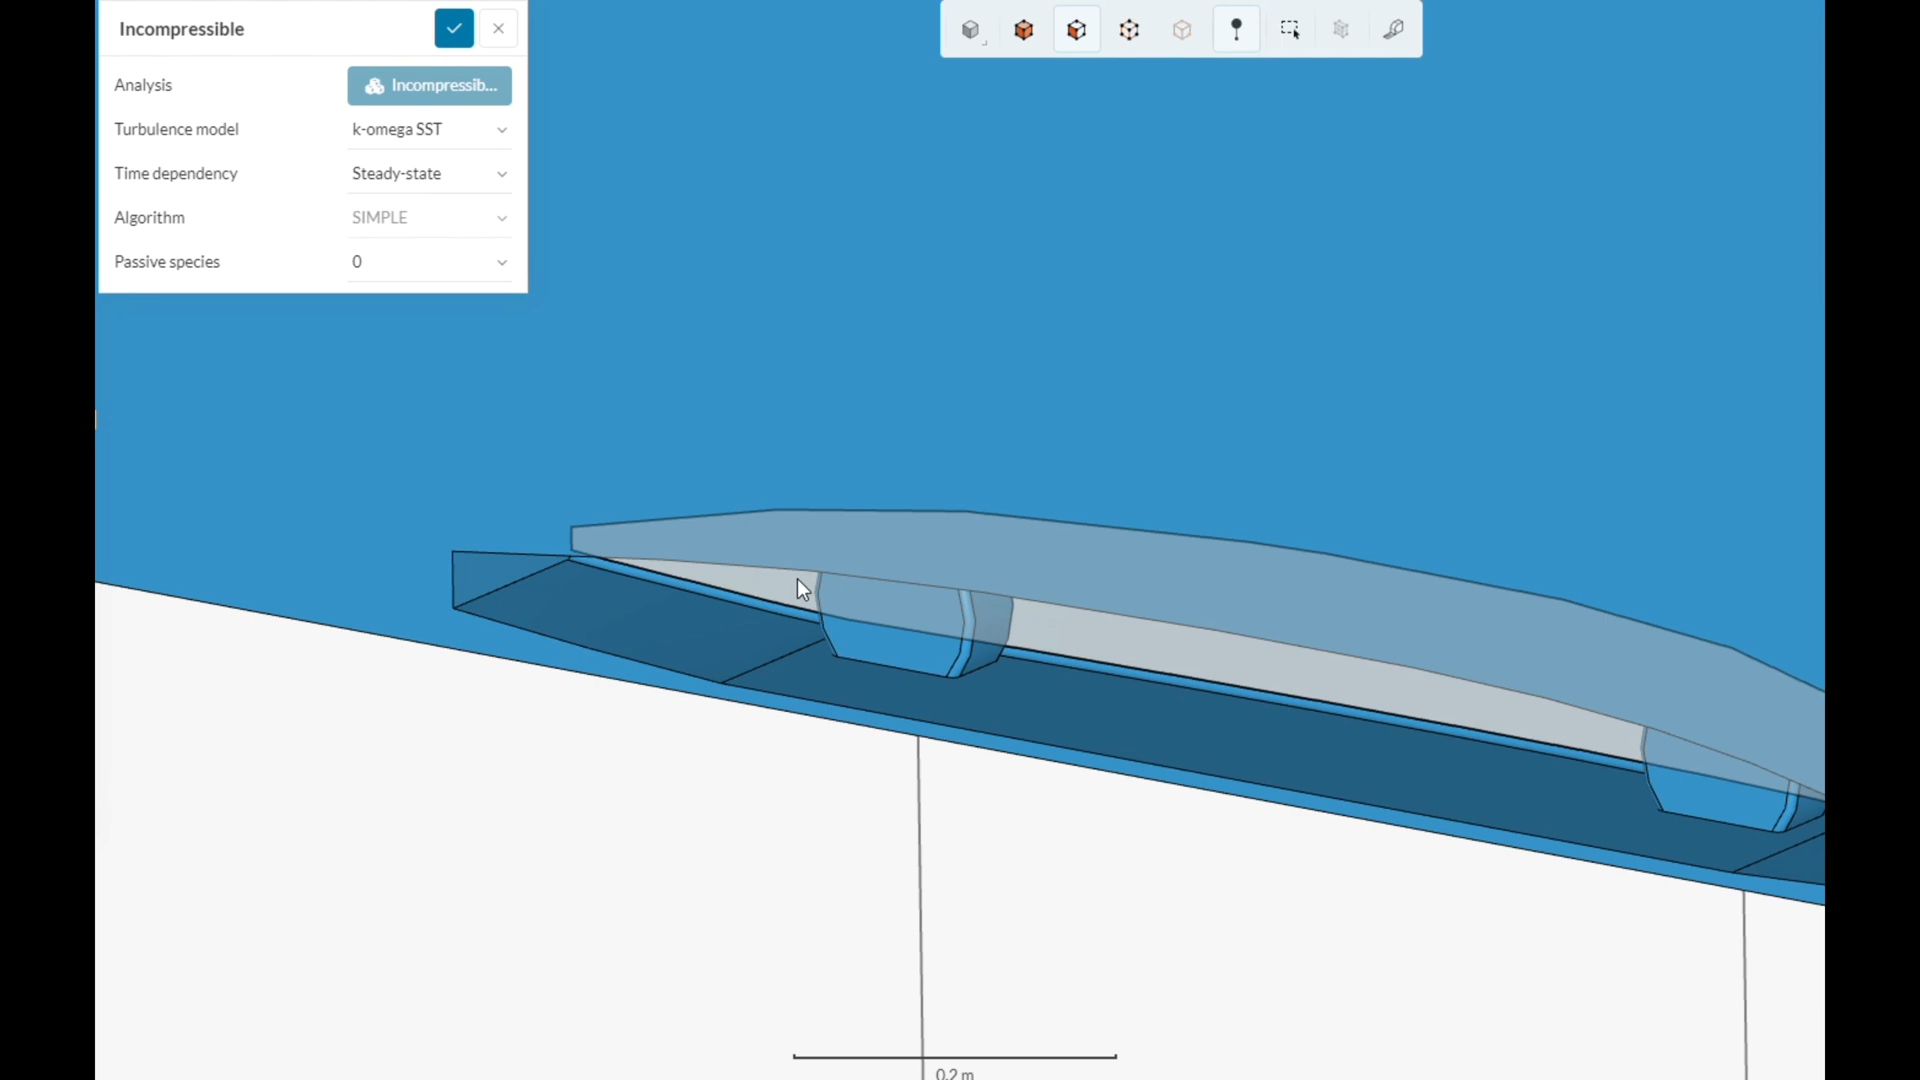 Incompressible
Analysis
Incompressib...
Turbulence model
k-omega SST
Time dependency
Steady-state
Algorithm
SIMPLE
Passive species
0
0.2 m